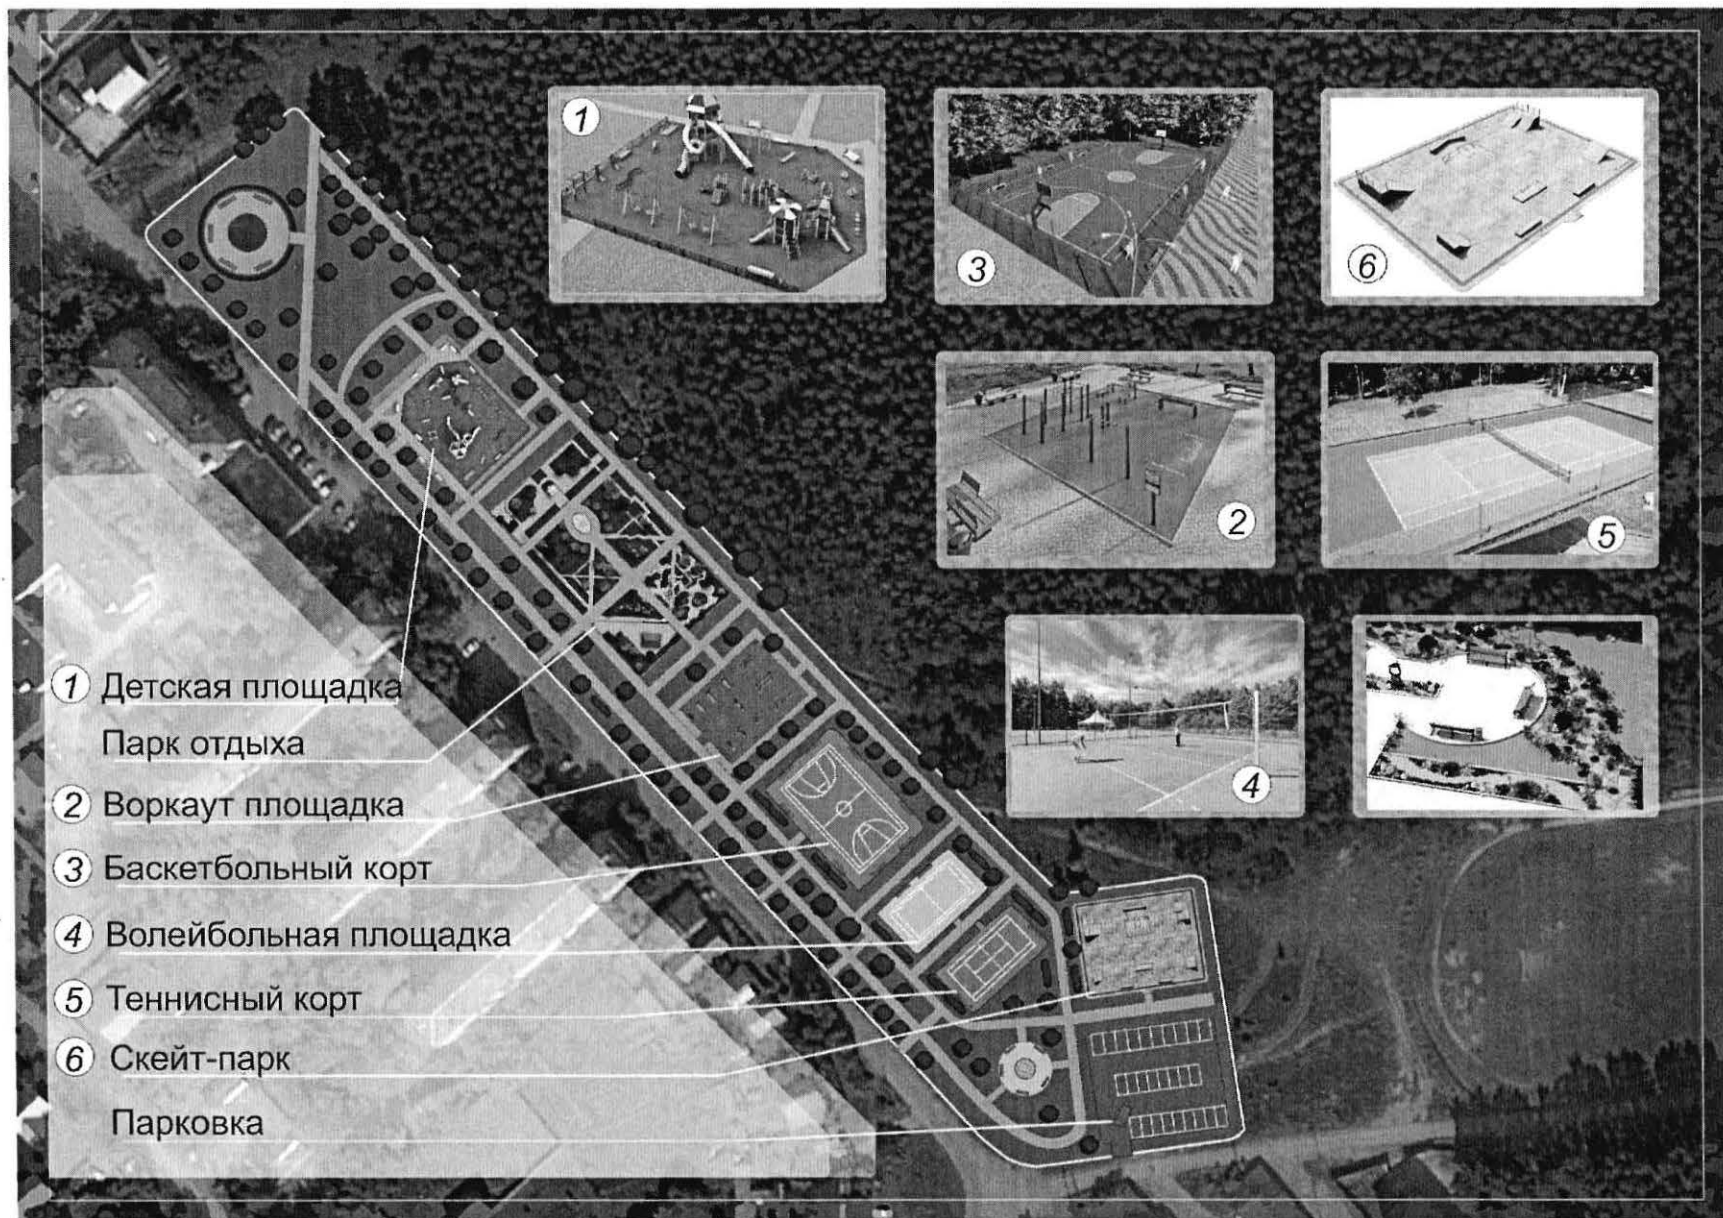 1
3
6
2
5
4
1 Детская площадка
Парк отдыха
2 Воркаут площадка
3 Баскетбольный корт
4 Волейбольная площадка
5 Теннисный корт
6 Скейт-парк
Парковка